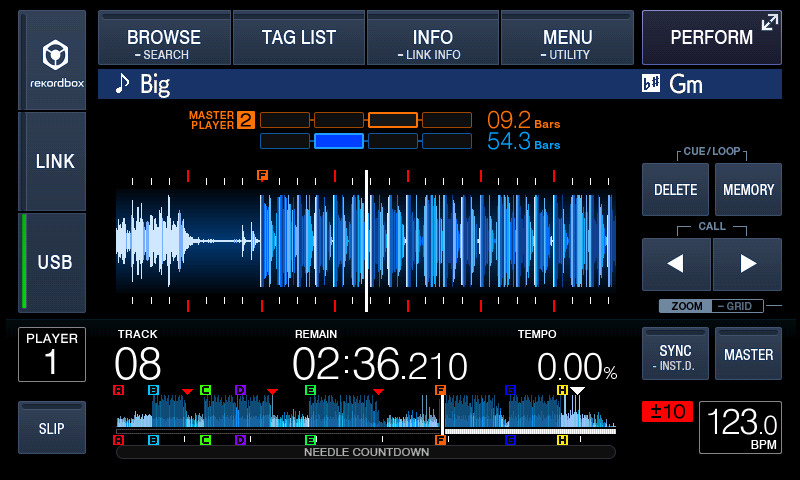 rekordbox
BROWSE
– SEARCH
TAG LIST
INFO
– LINK INFO
MENU
– UTILITY
PERFORM
♪ Big
b# Gm
LINK
USB
MASTER
PLAYER 2
09.2 Bars
54.3 Bars
F
CUE/LOOP
DELETE
MEMORY
CALL
ZOOM
– GRID
PLAYER
1
TRACK
08
REMAIN
02:36.210
TEMPO
0.00%
SYNC
– INST.D.
MASTER
A B C D E F G H
A B C D E F G H
SLIP
±10
123.0
BPM
NEEDLE COUNTDOWN